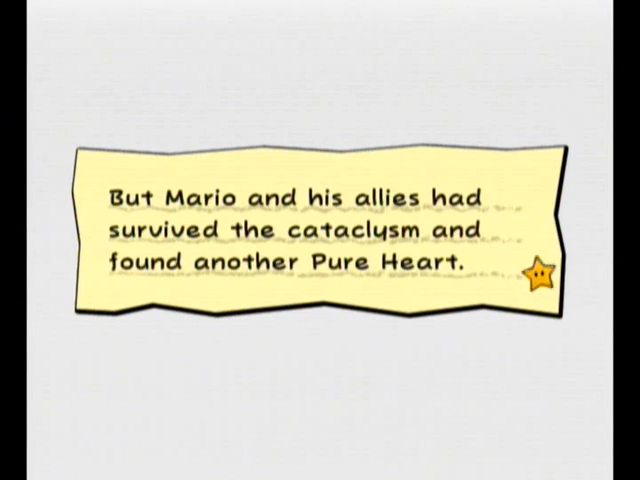 But Mario and his allies had
survived the cataclysm and
found another Pure Heart.